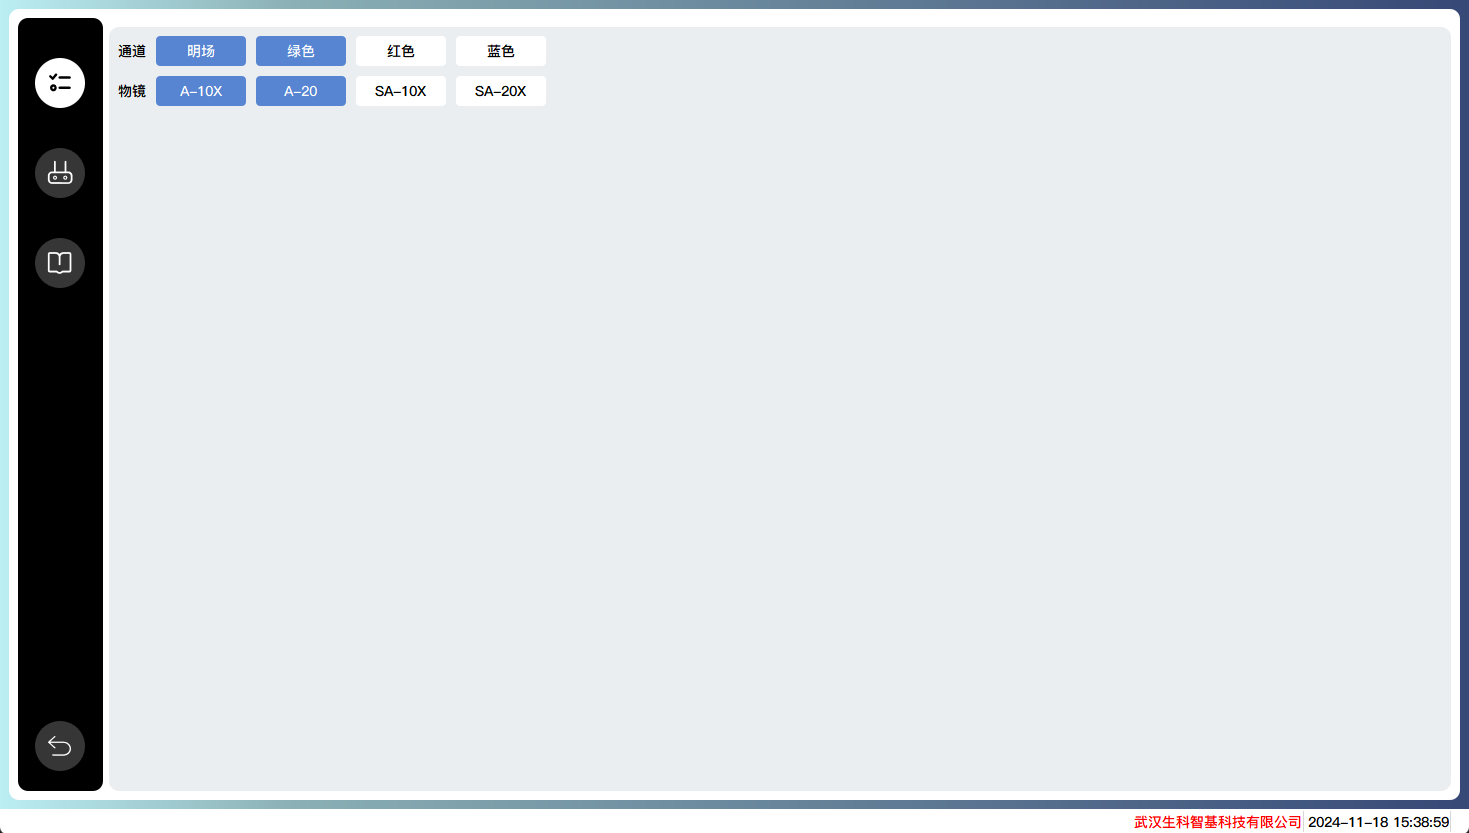 通道 明场 绿色 红色 蓝色
物镜 A-10X A-20 SA-10X SA-20X
武汉生科智基科技有限公司 2024-11-18 15:38:59